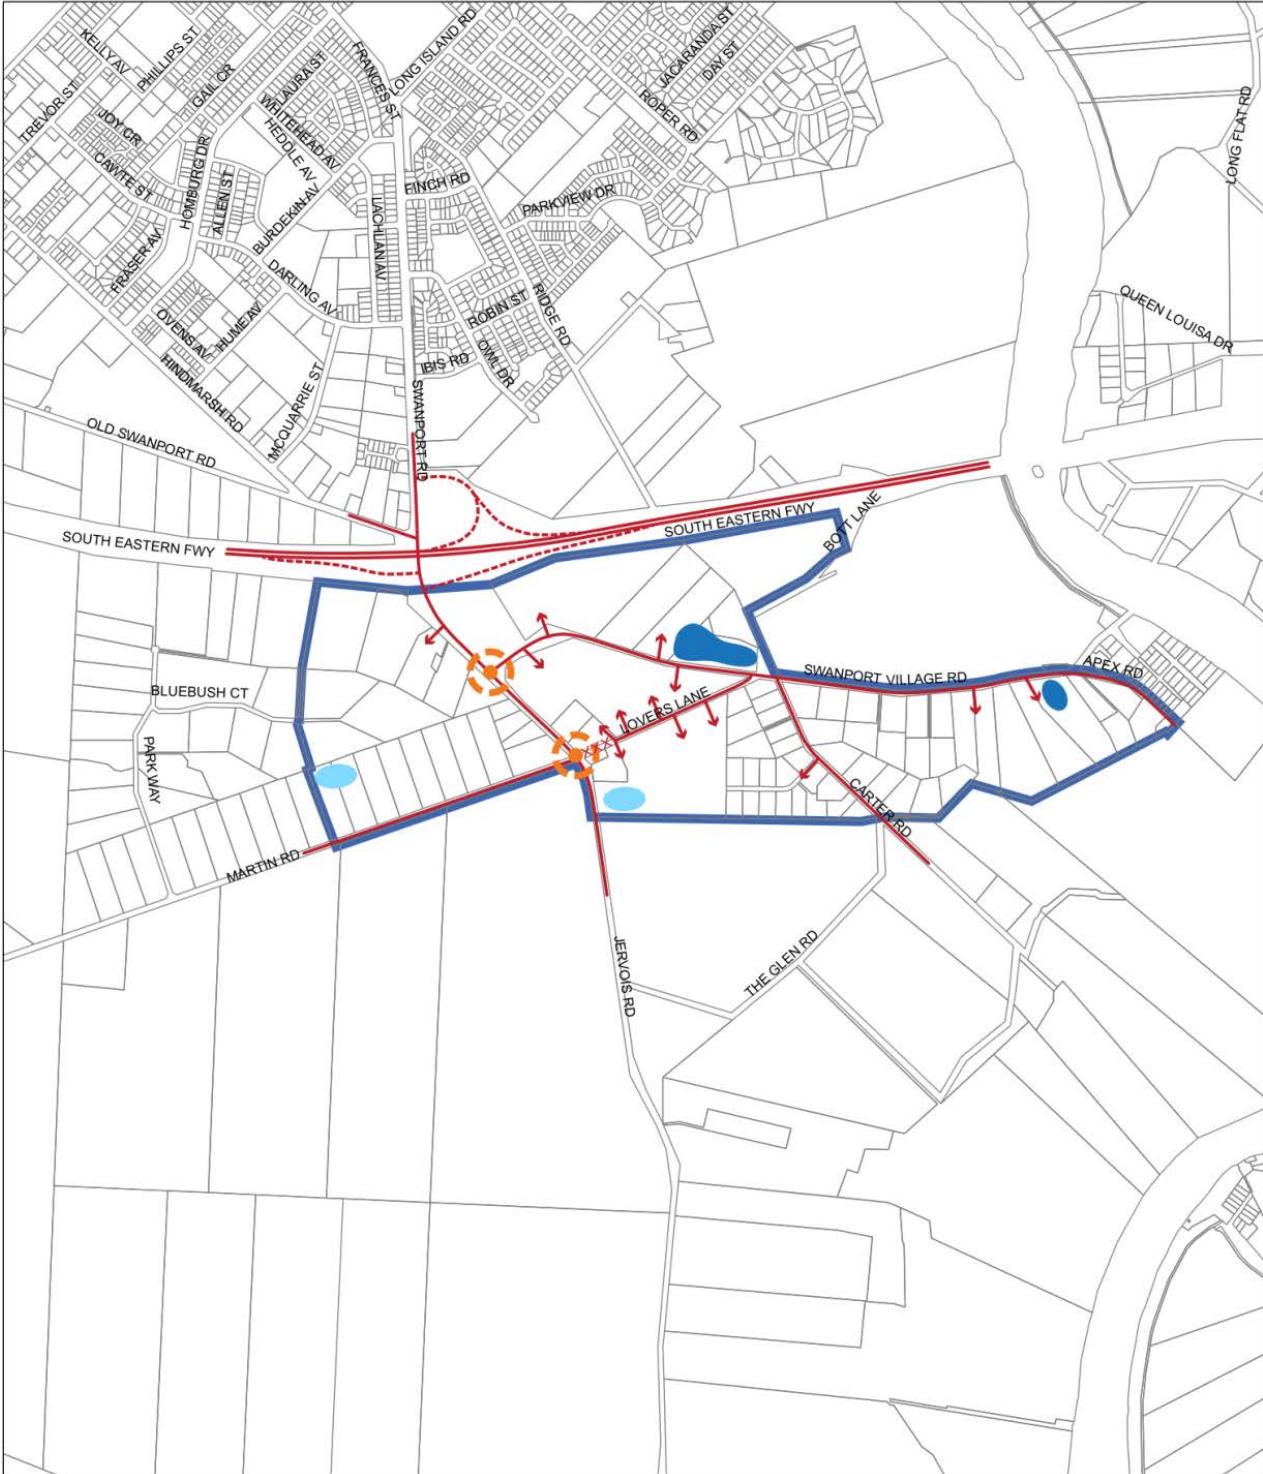 KELLY AV
PHILLIPS ST
TREVOR ST
GAIL CR
JOY CR
CAWTE ST
LAURA ST
WHITEHEAD AV
HEDDLE AV
FRANCES ST
LONG ISLAND RD
JACARANDA ST
DAY ST
ROPER RD
LONG FLAT RD
HOMBURG DR
ALLEN ST
BURDEKIN AV
LACHLAN AV
FINCH RD
PARKVIEW DR
FRASER AV
DARLING AV
OVENS AV
HUME AV
HINDMARSH RD
MCQUARRIE ST
ROBIN ST
RIDGE RD
IBIS RD
OWL DR
QUEEN LOUISA DR
SWANPORT RD
OLD SWANPORT RD
SOUTH EASTERN FWY
SOUTH EASTERN FWY
BOTT LANE
SWANPORT VILLAGE RD
APEX RD
BLUEBUSH CT
LOVERS LANE
XXX
PARK WAY
CARTER RD
MARTIN RD
JERVOIS RD
THE GLEN RD